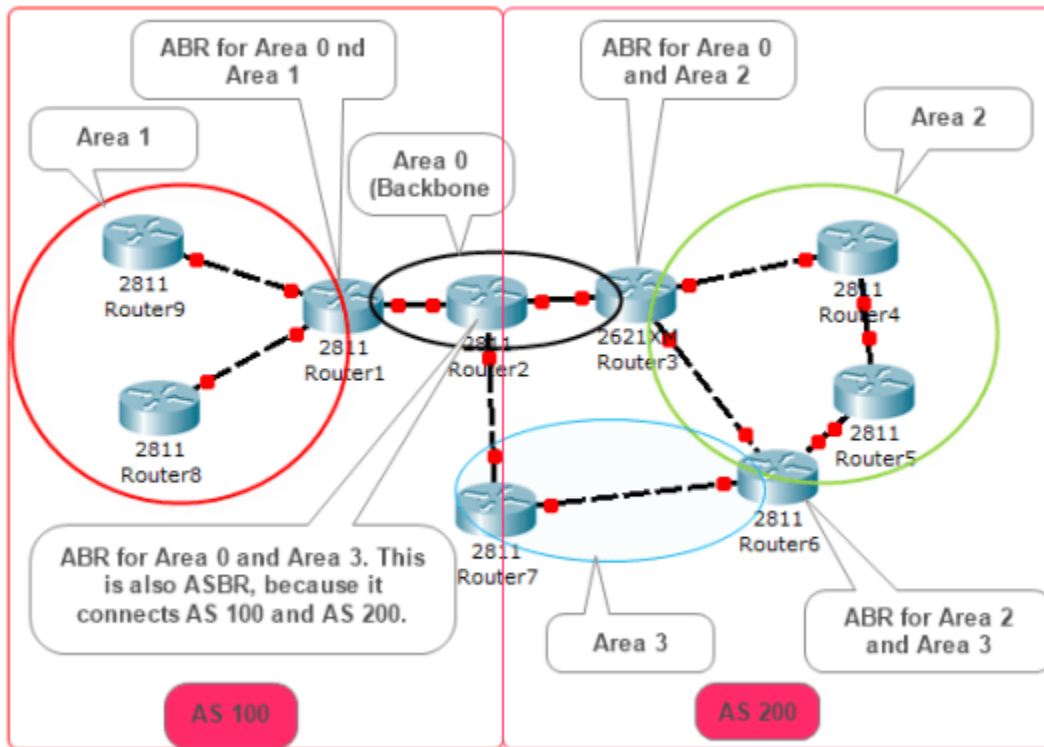 ABR for Area 0 nd
Area 1
ABR for Area 0
and Area 2
Area 1
Area 2
Area 0
(Backbone
2811
Router9
2811
Router1
2811
Router2
2621XM
Router3
2811
Router4
2811
Router8
2811
Router5
2811
Router7
2811
Router6
ABR for Area 0 and Area 3. This
is also ASBR, because it
connects AS 100 and AS 200.
Area 3
ABR for Area 2
and Area 3
AS 100
AS 200